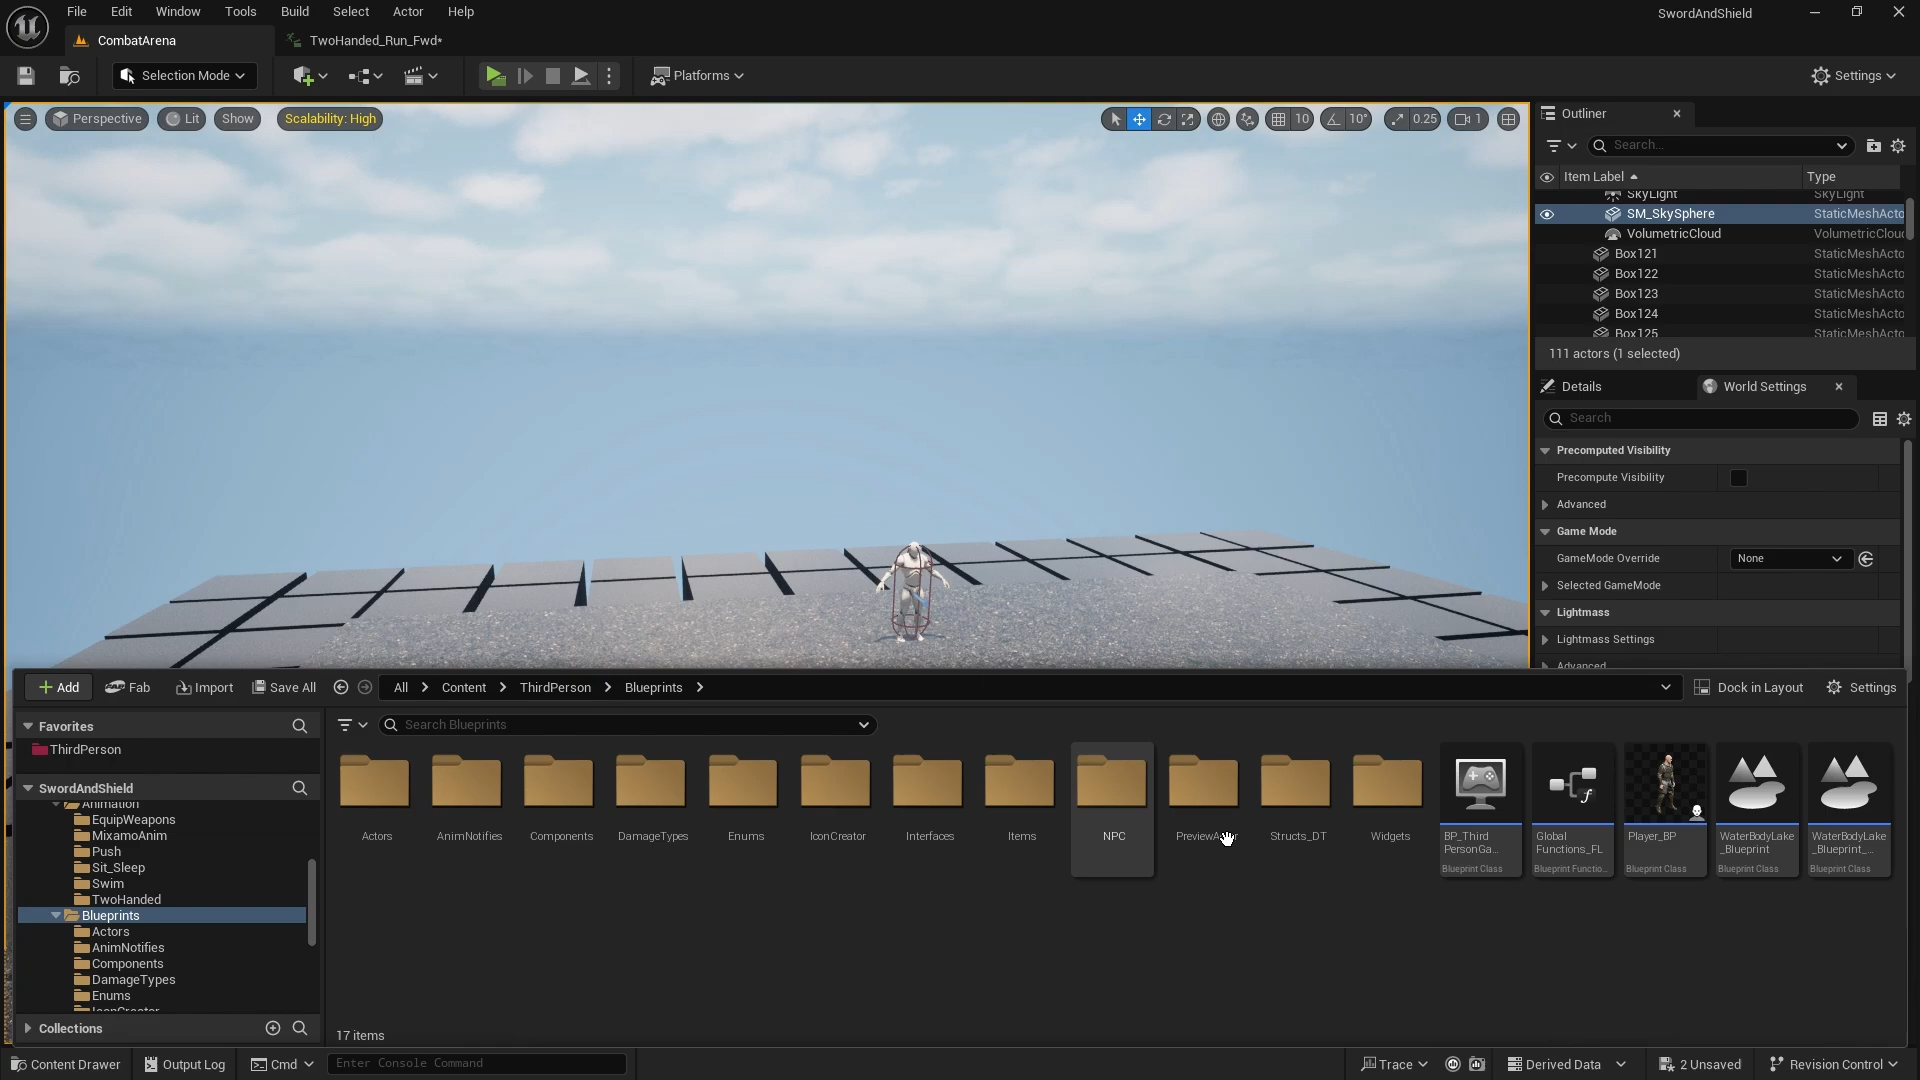 File Edit Window Tools Build Select Actor Help
SwordAndShield
CombatArena
TwoHanded_Run_Fwd*
Selection Mode
Platforms
Settings
Perspective
Lit
Show
Scalability: High
10
10°
0.25
1
Outliner
Search...
Item Label
Type
SkyLight SkyLight
SM_SkySphere StaticMeshActo
VolumetricCloud VolumetricClou
Box121 StaticMeshActo
Box122 StaticMeshActo
Box123 StaticMeshActo
Box124 StaticMeshActo
Box125 StaticMeshActo
111 actors (1 selected)
Details
World Settings
Search
Precomputed Visibility
Precompute Visibility
Advanced
Game Mode
GameMode Override
None
Selected GameMode
Lightmass
Lightmass Settings
Advanced
Add
Fab
Import
Save All
All
Content
ThirdPerson
Blueprints
Dock in Layout
Settings
Favorites
ThirdPerson
SwordAndShield
Animation
EquipWeapons
MixamoAnim
Push
Sit_Sleep
Swim
TwoHanded
Blueprints
Actors
AnimNotifies
Components
DamageTypes
Enums
IconCreator
Collections
Search Blueprints
Actors
AnimNotifies
Components
DamageTypes
Enums
IconCreator
Interfaces
Items
NPC
Structs_DT
Widgets
BP_Third
PersonGa...
Blueprint Class
Global
Functions_FL
Blueprint Functio...
Player_BP
Blueprint Class
WaterBodyLake
_Blueprint
Blueprint Class
WaterBodyLake
_Blueprint_...
Blueprint Class
17 items
Content Drawer
Output Log
Cmd
Enter Console Command
Trace
Derived Data
2 Unsaved
Revision Control